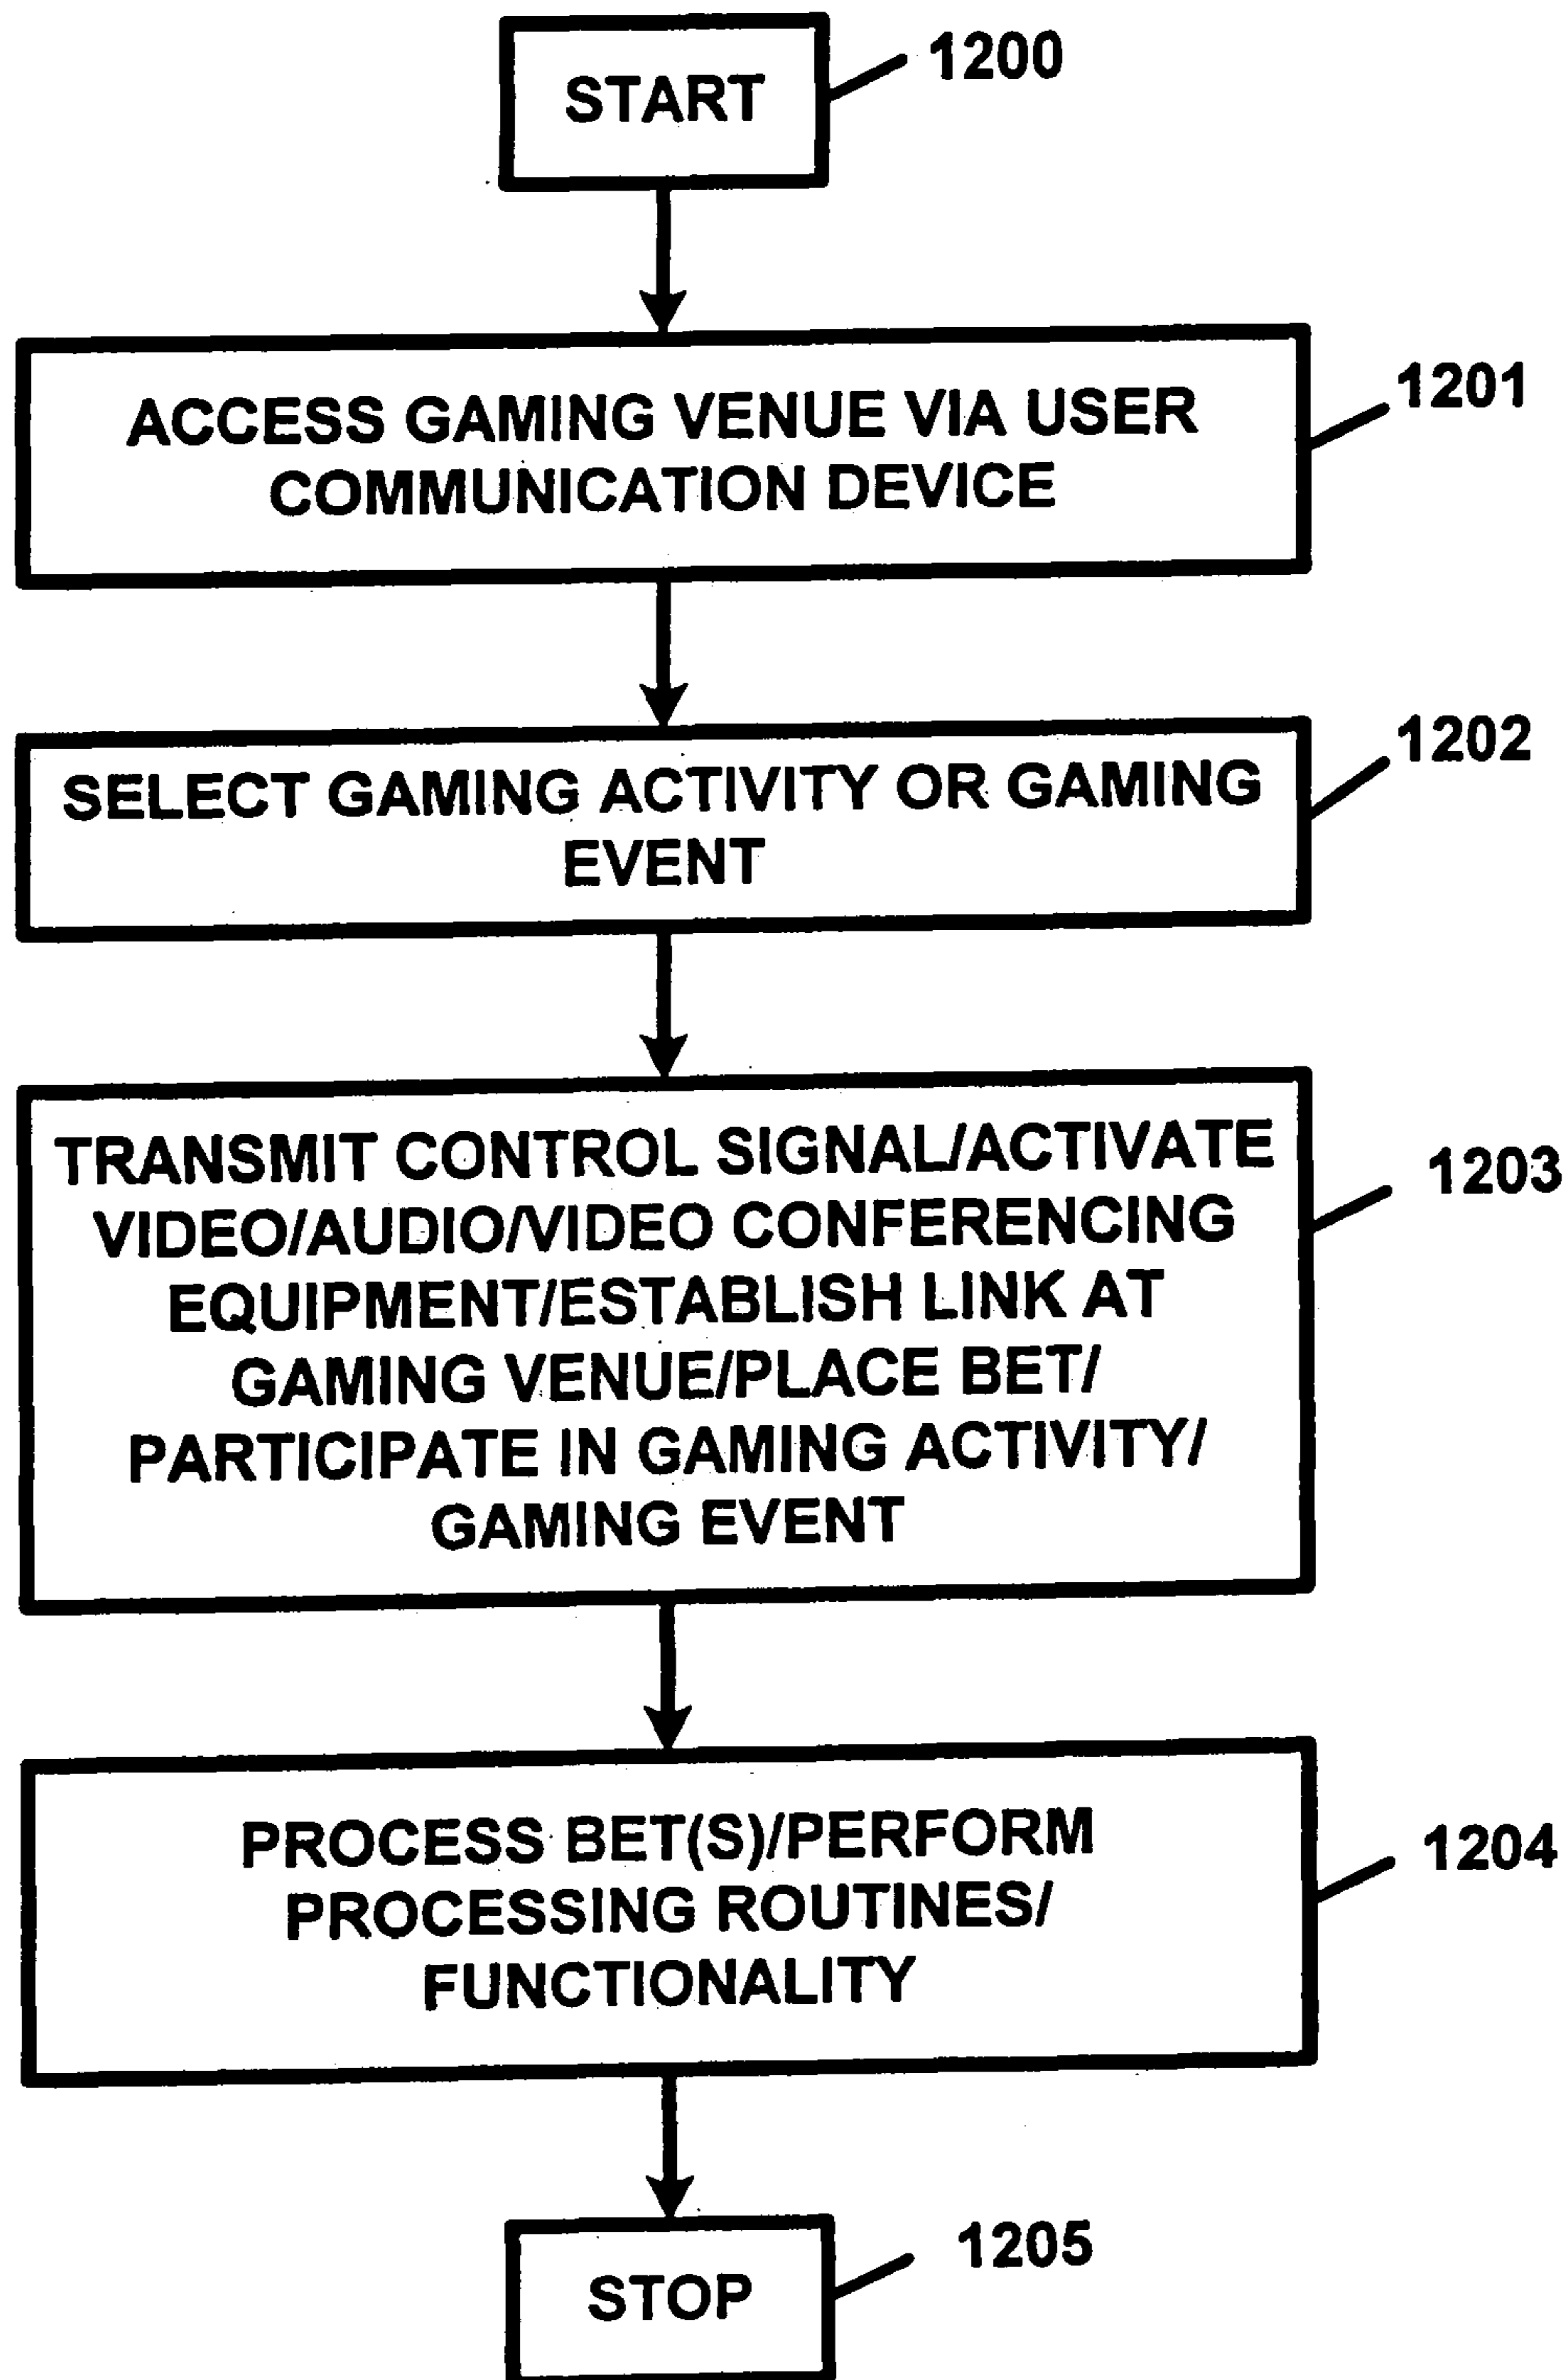 START
1200
ACCESS GAMING VENUE VIA USER
COMMUNICATION DEVICE
1201
SELECT GAMING ACTIVITY OR GAMING
EVENT
1202
TRANSMIT CONTROL SIGNAL/ACTIVATE
VIDEO/AUDIO/VIDEO CONFERENCING
EQUIPMENT/ESTABLISH LINK AT
GAMING VENUE/PLACE BET/
PARTICIPATE IN GAMING ACTIVITY/
GAMING EVENT
1203
PROCESS BET(S)/PERFORM
PROCESSING ROUTINES/
FUNCTIONALITY
1204
STOP
1205